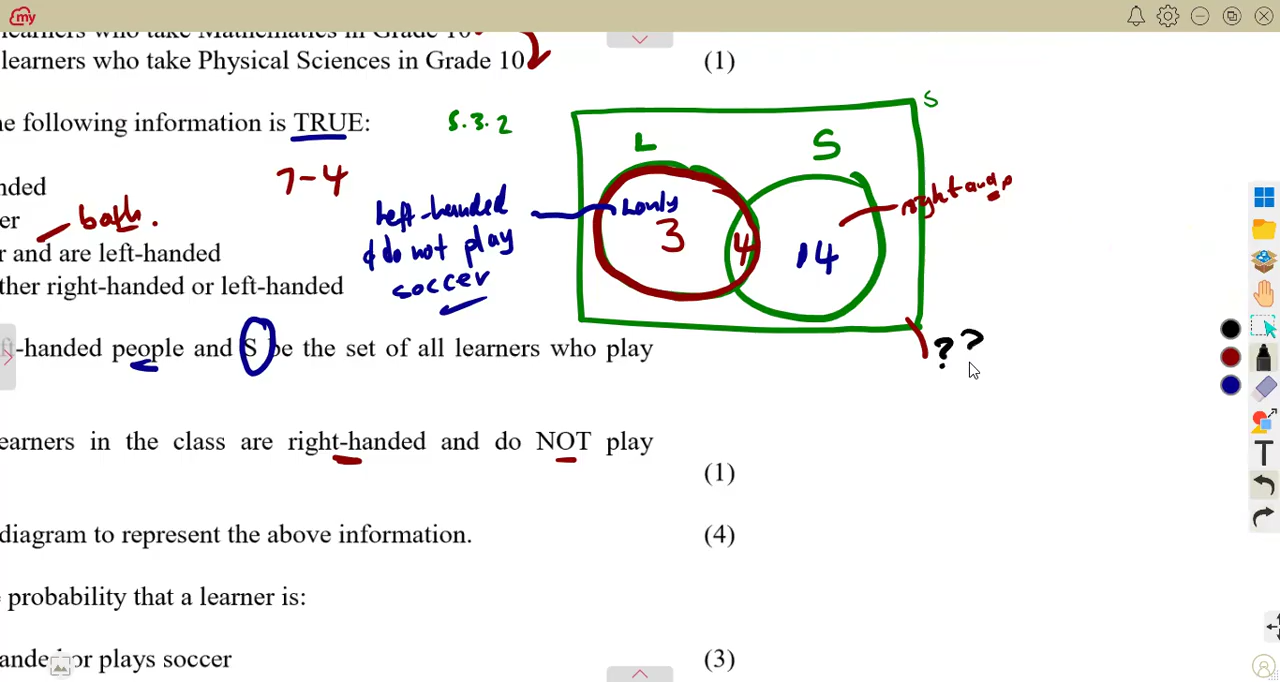 my
learners who take Mathematics in Grade 10
learners who take Physical Sciences in Grade 10
(1)
he following information is TRUE:
5.3.2
S
L
S
7-4
nded
er
both.
left-handed
& do not play
soccer
L only
3
4
14
right and
r and are left-handed
ther right-handed or left-handed
ft-handed people and S be the set of all learners who play
? ?
earners in the class are right-handed and do NOT play
(1)
diagram to represent the above information.
(4)
e probability that a learner is:
anded or plays soccer
(3)
T